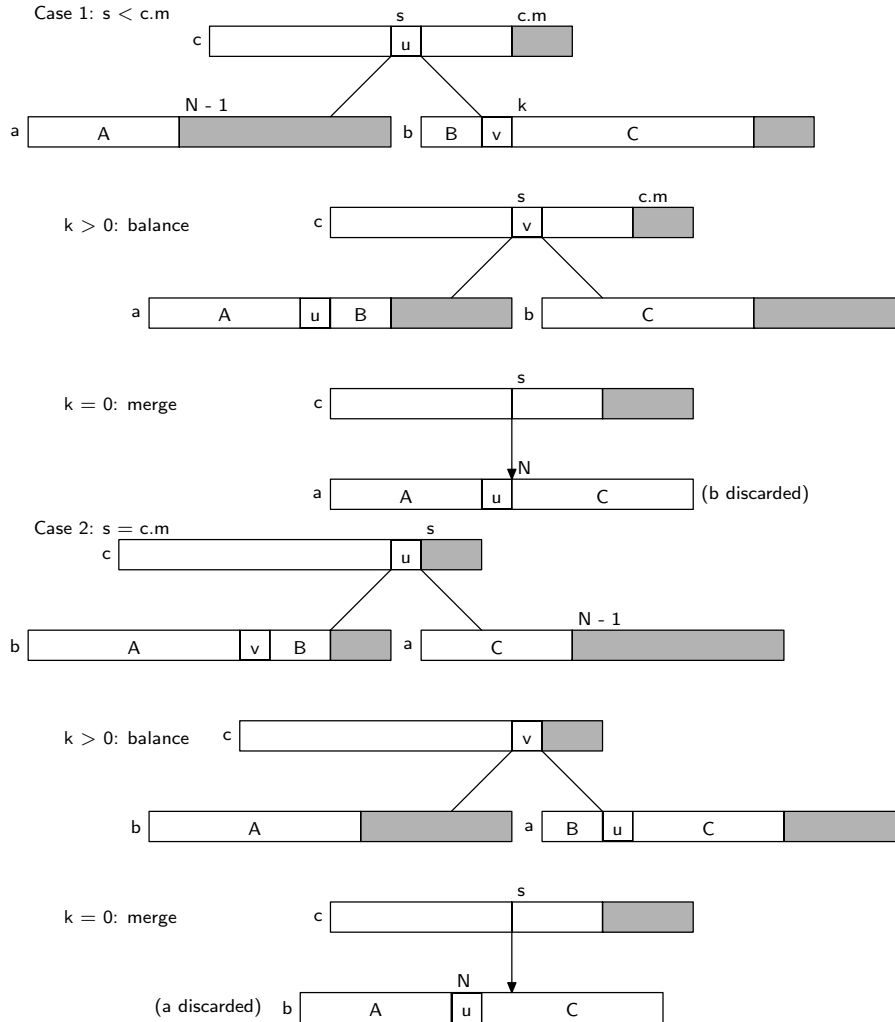 Case 1: s < c.m
s c.m
c u
N - 1 k
a A b B v C
s c.m
k > 0: balance c v
a A u B b C
s
k = 0: merge c
N
a A u C (b discarded)
Case 2: s = c.m s
c u
N - 1
b A v B a C
k > 0: balance c v
b A a B u C
s
k = 0: merge c
N
(a discarded) b A u C